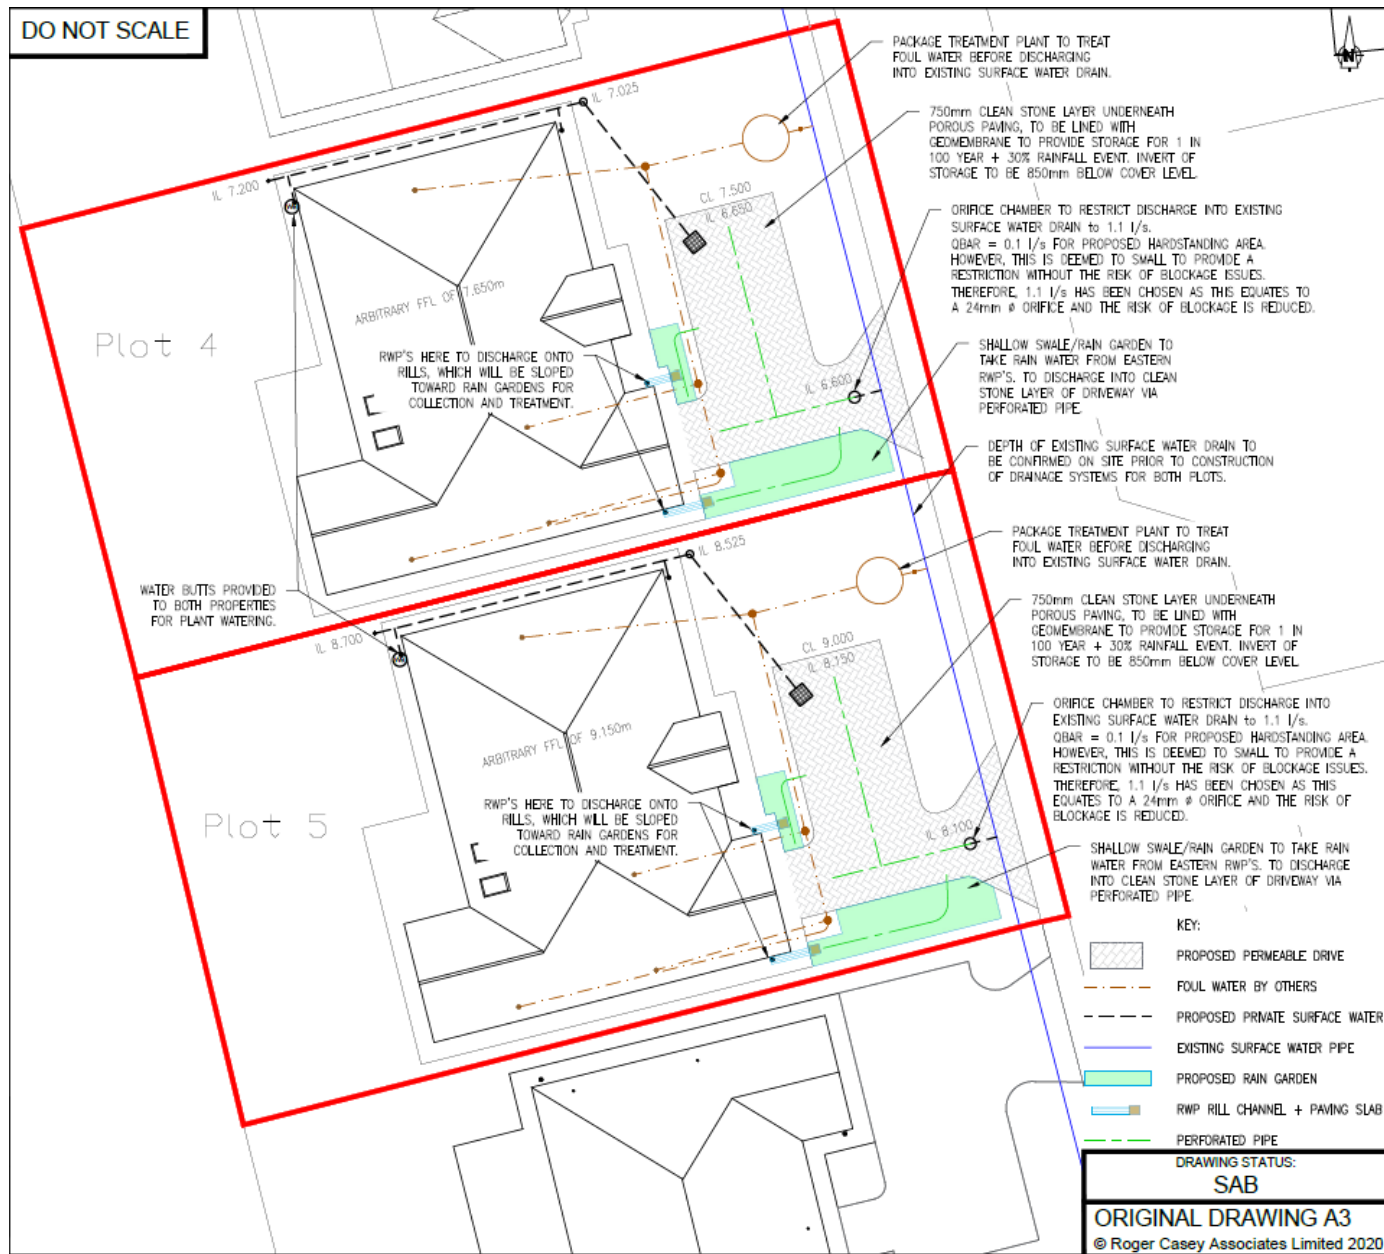 DO NOT SCALE
N
PACKAGE TREATMENT PLANT TO TREAT
FOUL WATER BEFORE DISCHARGING
INTO EXISTING SURFACE WATER DRAIN.
750mm CLEAN STONE LAYER UNDERNEATH
POROUS PAVING, TO BE LINED WITH
GEOMEMBRANE TO PROVIDE STORAGE FOR 1 IN
100 YEAR + 30% RAINFALL EVENT. INVERT OF
STORAGE TO BE 850mm BELOW COVER LEVEL.
ORIFICE CHAMBER TO RESTRICT DISCHARGE INTO EXISTING
SURFACE WATER DRAIN to 1.1 l/s.
QBAR = 0.1 l/s FOR PROPOSED HARDSTANDING AREA.
HOWEVER, THIS IS DEEMED TO SMALL TO PROVIDE A
RESTRICTION WITHOUT THE RISK OF BLOCKAGE ISSUES.
THEREFORE, 1.1 l/s HAS BEEN CHOSEN AS THIS EQUATES TO
A 24mm ø ORIFICE AND THE RISK OF BLOCKAGE IS REDUCED.
SHALLOW SWALE/RAIN GARDEN TO
TAKE RAIN WATER FROM EASTERN
RWP'S. TO DISCHARGE INTO CLEAN
STONE LAYER OF DRIVEWAY VIA
PERFORATED PIPE.
DEPTH OF EXISTING SURFACE WATER DRAIN TO
BE CONFIRMED ON SITE PRIOR TO CONSTRUCTION
OF DRAINAGE SYSTEMS FOR BOTH PLOTS.
IL 7.025
IL 7.200
CL 7.500
IL 6.650
IL 6.600
ARBITRARY FFL OF 7.650m
Plot 4
RWP'S HERE TO DISCHARGE ONTO
RILLS, WHICH WILL BE SLOPED
TOWARD RAIN GARDENS FOR
COLLECTION AND TREATMENT.
WATER BUTTS PROVIDED
TO BOTH PROPERTIES
FOR PLANT WATERING.
PACKAGE TREATMENT PLANT TO TREAT
FOUL WATER BEFORE DISCHARGING
INTO EXISTING SURFACE WATER DRAIN.
750mm CLEAN STONE LAYER UNDERNEATH
POROUS PAVING, TO BE LINED WITH
GEOMEMBRANE TO PROVIDE STORAGE FOR 1 IN
100 YEAR + 30% RAINFALL EVENT. INVERT OF
STORAGE TO BE 850mm BELOW COVER LEVEL
ORIFICE CHAMBER TO RESTRICT DISCHARGE INTO
EXISTING SURFACE WATER DRAIN to 1.1 l/s.
QBAR = 0.1 l/s FOR PROPOSED HARDSTANDING AREA.
HOWEVER, THIS IS DEEMED TO SMALL TO PROVIDE A
RESTRICTION WITHOUT THE RISK OF BLOCKAGE ISSUES.
THEREFORE, 1.1 l/s HAS BEEN CHOSEN AS THIS
EQUATES TO A 24mm ø ORIFICE AND THE RISK OF
BLOCKAGE IS REDUCED.
SHALLOW SWALE/RAIN GARDEN TO TAKE RAIN
WATER FROM EASTERN RWP'S. TO DISCHARGE
INTO CLEAN STONE LAYER OF DRIVEWAY VIA
PERFORATED PIPE.
IL 8.525
IL 8.700
CL 9.000
IL 8.150
IL 8.100
ARBITRARY FFL OF 9.150m
Plot 5
RWP'S HERE TO DISCHARGE ONTO
RILLS, WHICH WILL BE SLOPED
TOWARD RAIN GARDENS FOR
COLLECTION AND TREATMENT.
KEY:
PROPOSED PERMEABLE DRIVE
FOUL WATER BY OTHERS
PROPOSED PRIVATE SURFACE WATER
EXISTING SURFACE WATER PIPE
PROPOSED RAIN GARDEN
RWP RILL CHANNEL + PAVING SLAB
PERFORATED PIPE
DRAWING STATUS:
SAB
ORIGINAL DRAWING A3
© Roger Casey Associates Limited 2020